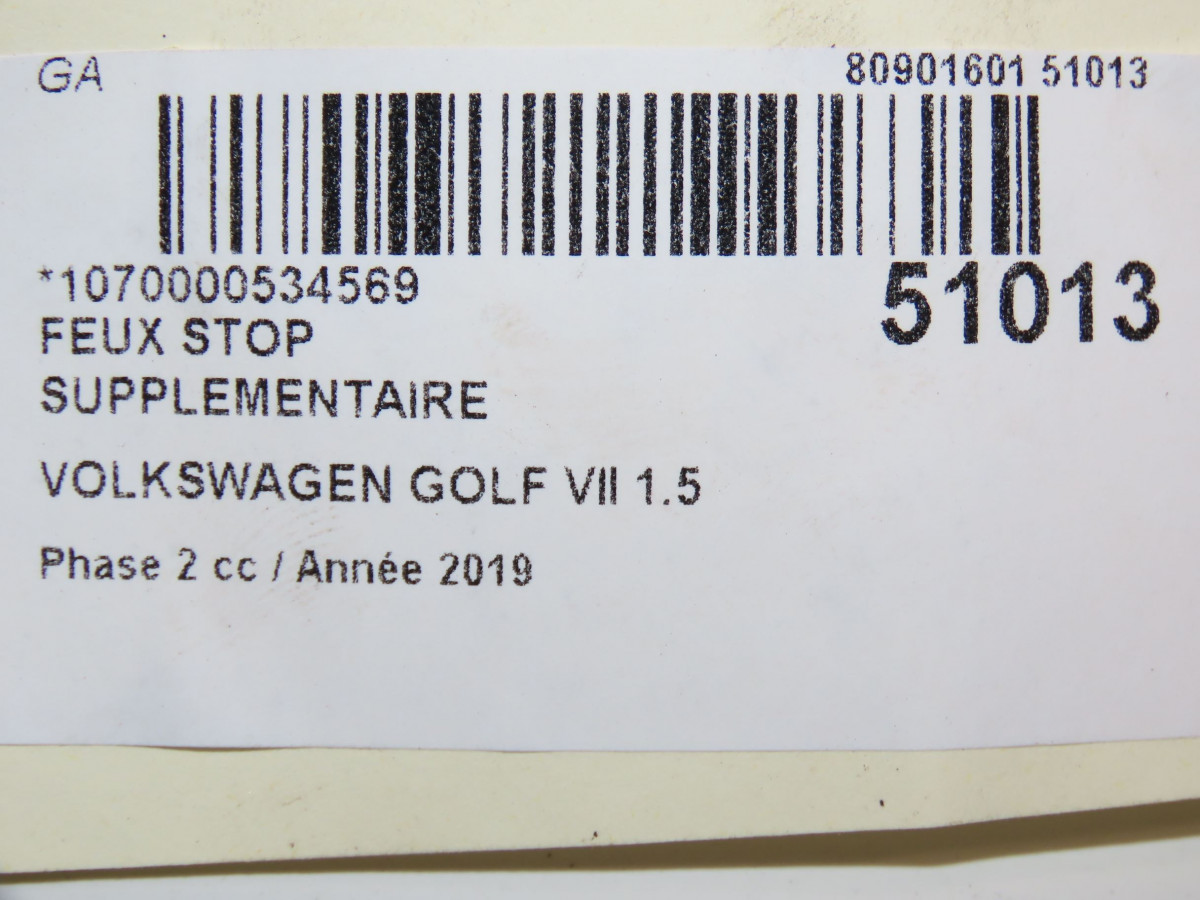 GA
80901601 51013
*1070000534569
51013
FEUX STOP
SUPPLEMENTAIRE
VOLKSWAGEN GOLF VII 1.5
Phase 2 cc / Année 2019